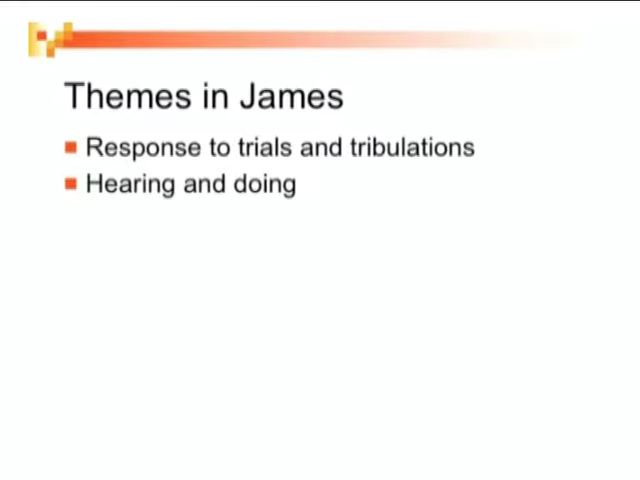 Themes in James
Response to trials and tribulations
Hearing and doing